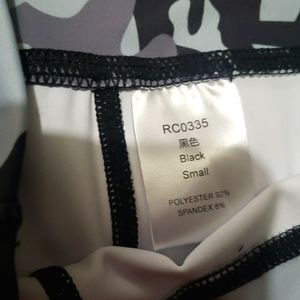 RC0335
黑色
Black
Small
POLYESTER 92%
SPANDEX 8%